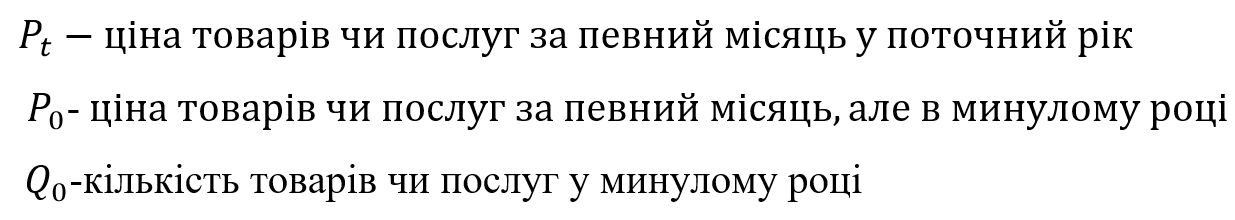 P_t − ціна товарів чи послуг за певний місяць у поточний рік
P_0- ціна товарів чи послуг за певний місяць, але в минулому році
Q_0-кількість товарів чи послуг у минулому році